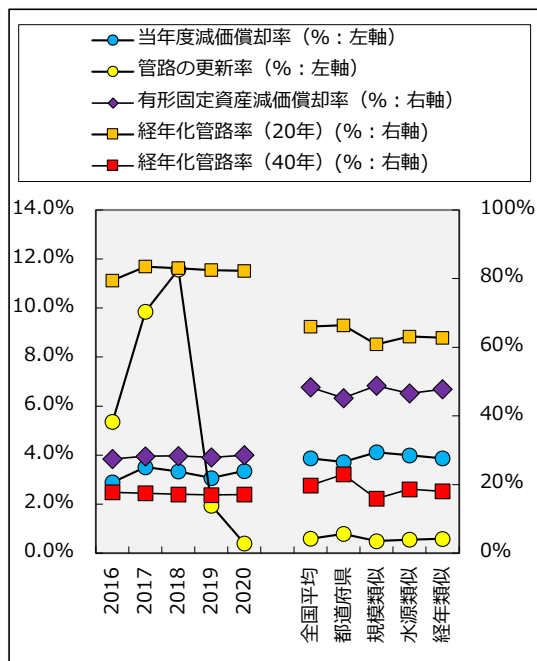 当年度減価償却率（%：左軸）
管路の更新率（%：左軸）
有形固定資産減価償却率（%：右軸）
経年化管路率（20年）(%：右軸)
経年化管路率（40年）(%：右軸)
14.0%
12.0%
10.0%
8.0%
6.0%
4.0%
2.0%
0.0%
100%
80%
60%
40%
20%
0%
2016
2017
2018
2019
2020
全国平均
都道府県
規模類似
水源類似
経年類似